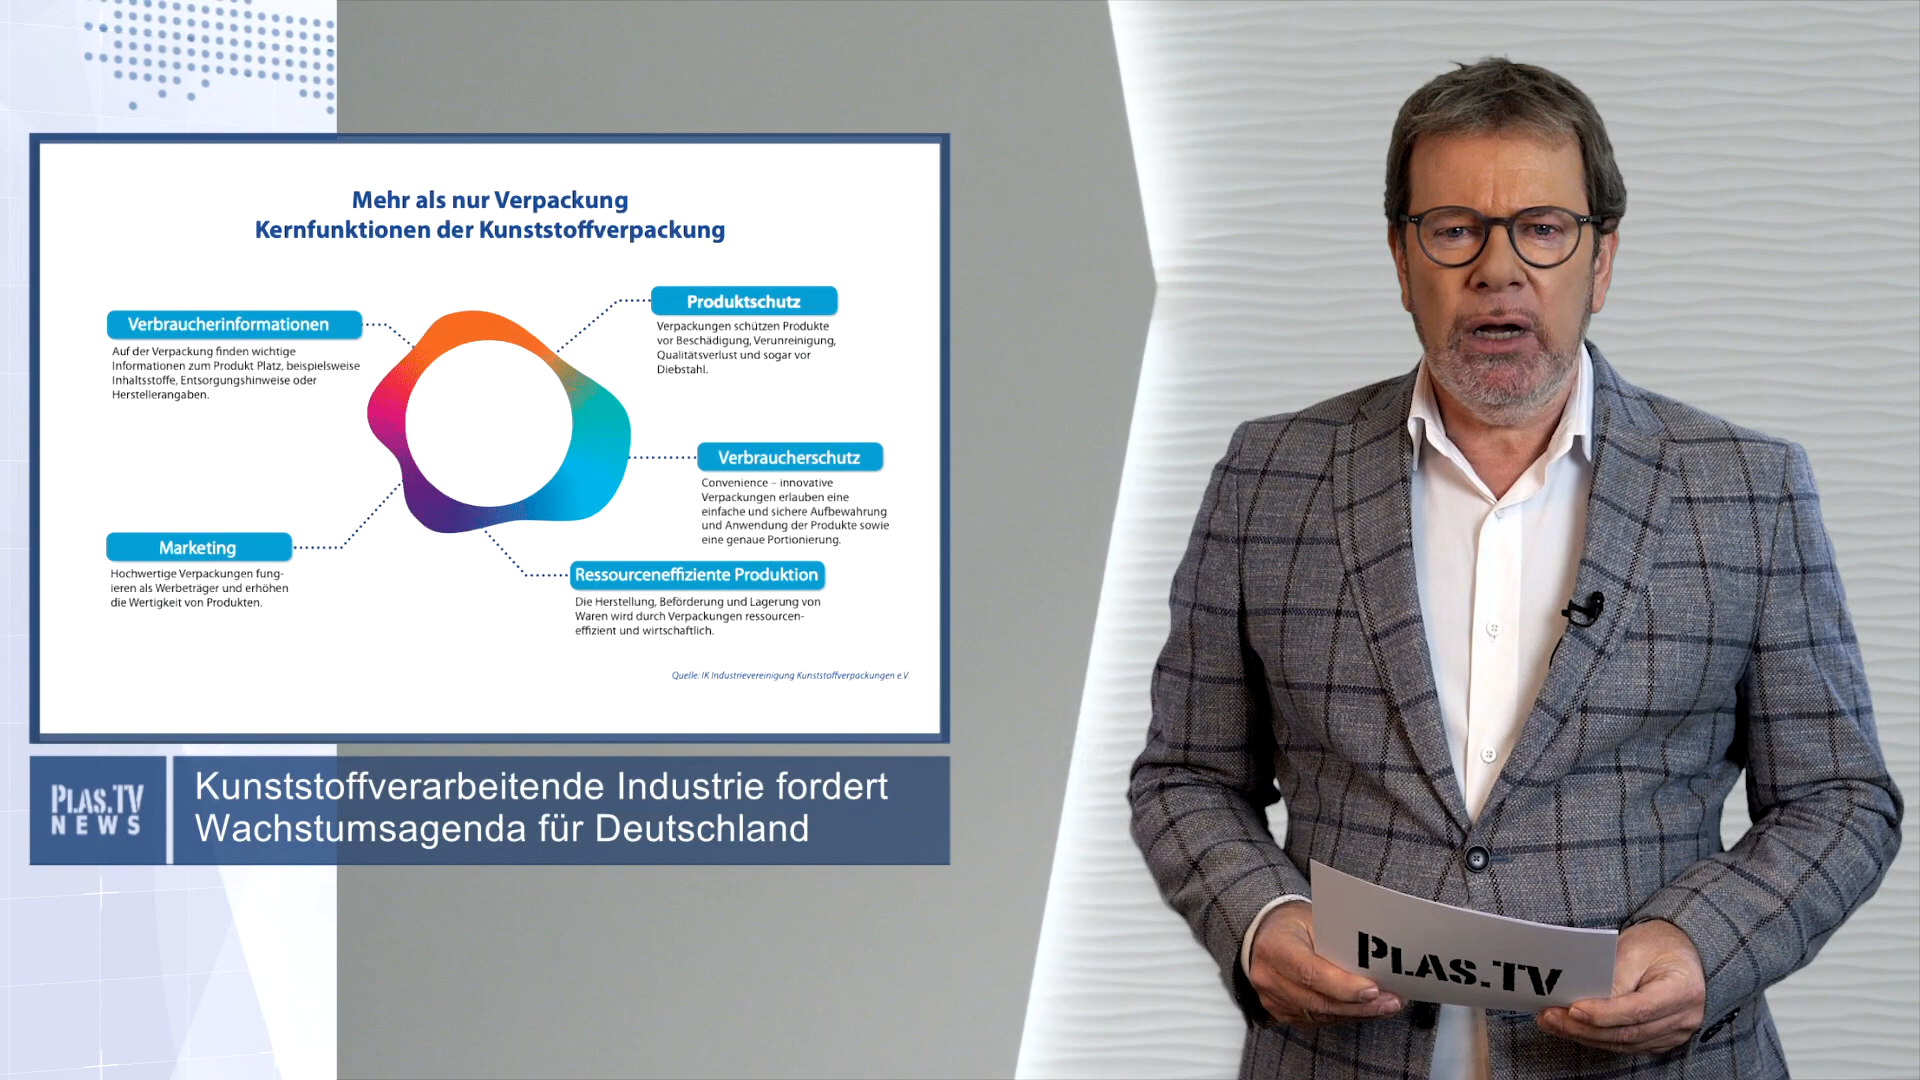 Mehr als nur Verpackung
Kernfunktionen der Kunststoffverpackung
Verbraucherinformationen
Auf der Verpackung finden wichtige
Informationen zum Produkt Platz, beispielsweise
Inhaltsstoffe, Entsorgungshinweise oder
Herstellerangaben.
Produktschutz
Verpackungen schützen Produkte
vor Beschädigung, Verunreinigung,
Qualitätsverlust und sogar vor
Diebstahl.
Verbraucherschutz
Convenience – innovative
Verpackungen erlauben eine
einfache und sichere Aufbewahrung
und Anwendung der Produkte sowie
eine genaue Portionierung.
Marketing
Hochwertige Verpackungen fung-
ieren als Werbeträger und erhöhen
die Wertigkeit von Produkten.
Ressourceneffiziente Produktion
Die Herstellung, Beförderung und Lagerung von
Waren wird durch Verpackungen ressourcen-
effizient und wirtschaftlich.
Quelle: IK Industrievereinigung Kunststoffverpackungen e.V.
PLAS.TV
NEWS
Kunststoffverarbeitende Industrie fordert
Wachstumsagenda für Deutschland
PLAS.TV